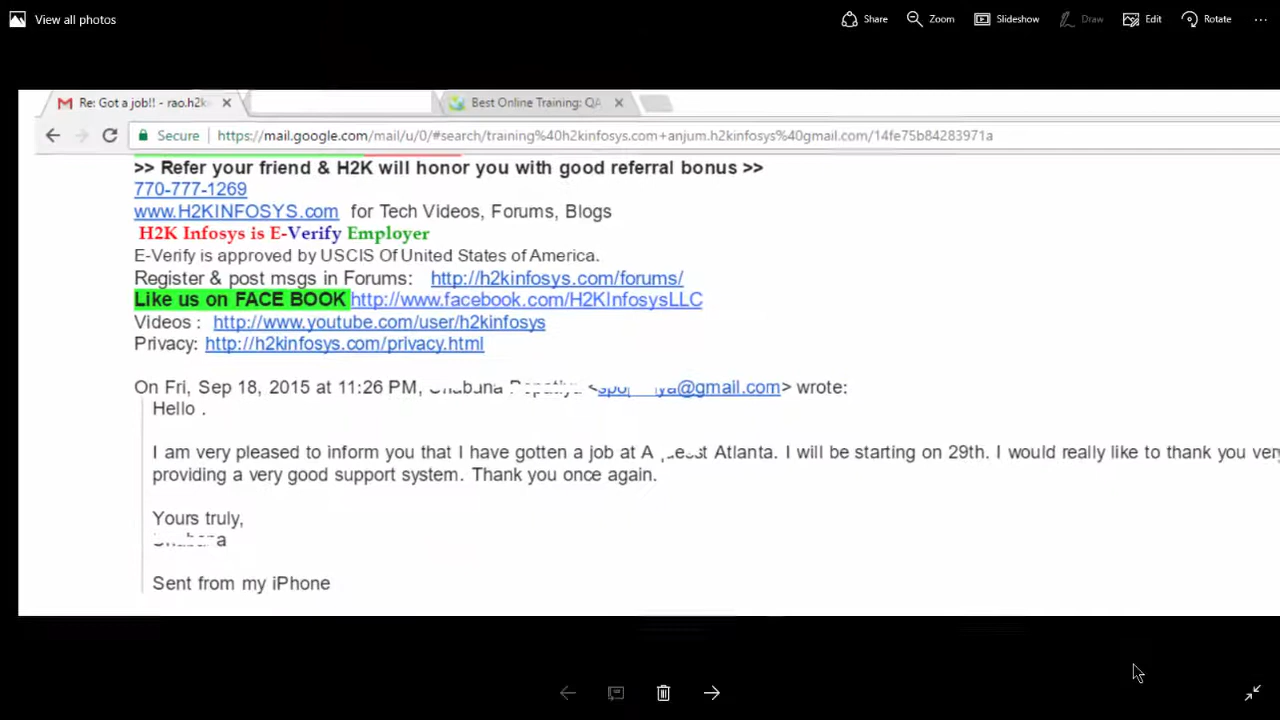 View all photos
Share Zoom Slideshow Draw Edit Rotate
Re: Got a job!! - rao.h2k
Best Online Training: QA
Secure | https://mail.google.com/mail/u/0/#search/training%40h2kinfosys.com+anjum.h2kinfosys%40gmail.com/14fe75b84283971a
>> Refer your friend & H2K will honor you with good referral bonus >>
770-777-1269
www.H2KINFOSYS.com for Tech Videos, Forums, Blogs
H2K Infosys is E-Verify Employer
E-Verify is approved by USCIS Of United States of America.
Register & post msgs in Forums: http://h2kinfosys.com/forums/
Like us on FACE BOOK http://www.facebook.com/H2KInfosysLLC
Videos : http://www.youtube.com/user/h2kinfosys
Privacy: http://h2kinfosys.com/privacy.html
On Fri, Sep 18, 2015 at 11:26 PM, @gmail.com> wrote:
Hello .
I am very pleased to inform you that I have gotten a job at A Atlanta. I will be starting on 29th. I would really like to thank you
providing a very good support system. Thank you once again.
Yours truly,
Sent from my iPhone